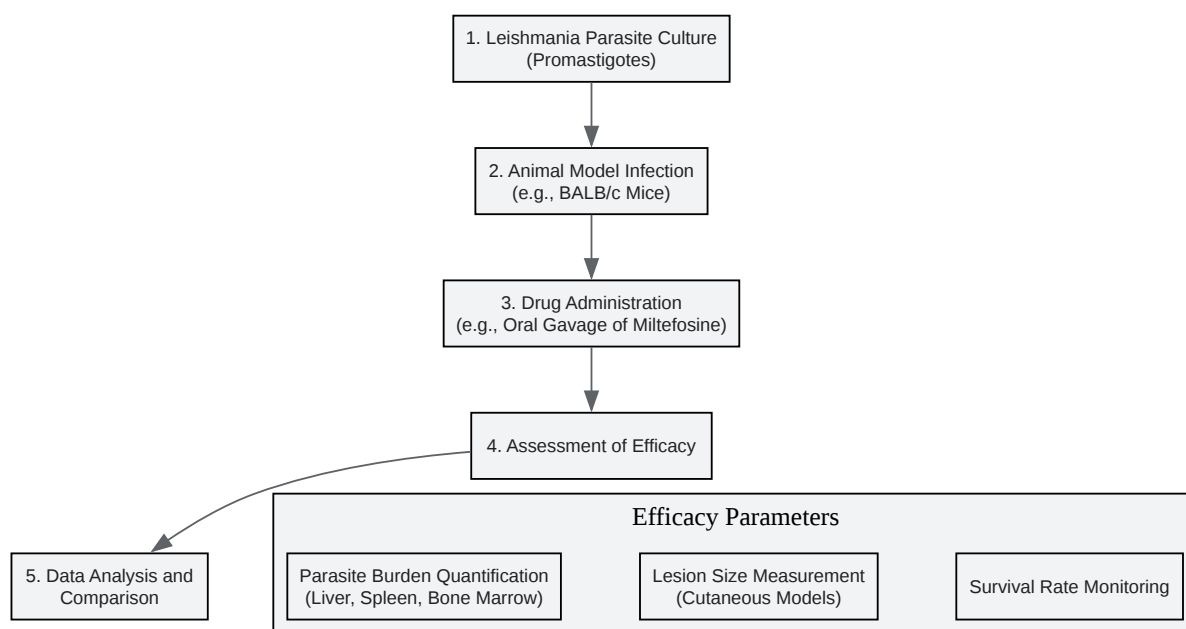 1. Leishmania Parasite Culture
(Promastigotes)
2. Animal Model Infection
(e.g., BALB/c Mice)
3. Drug Administration
(e.g., Oral Gavage of Miltefosine)
4. Assessment of Efficacy
Efficacy Parameters
5. Data Analysis and
Comparison
Parasite Burden Quantification
(Liver, Spleen, Bone Marrow)
Lesion Size Measurement
(Cutaneous Models)
Survival Rate Monitoring